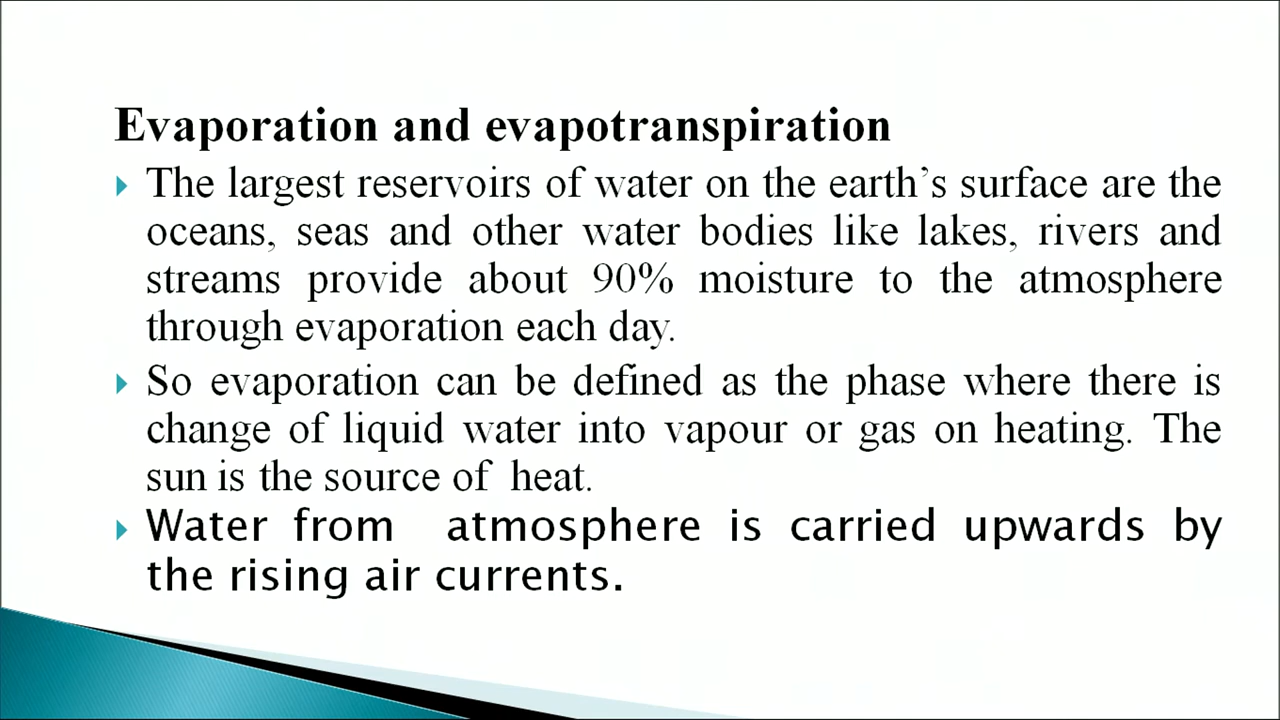 Evaporation and evapotranspiration
The largest reservoirs of water on the earth’s surface are the
oceans, seas and other water bodies like lakes, rivers and
streams provide about 90% moisture to the atmosphere
through evaporation each day.
So evaporation can be defined as the phase where there is
change of liquid water into vapour or gas on heating. The
sun is the source of heat.
Water from atmosphere is carried upwards by
the rising air currents.